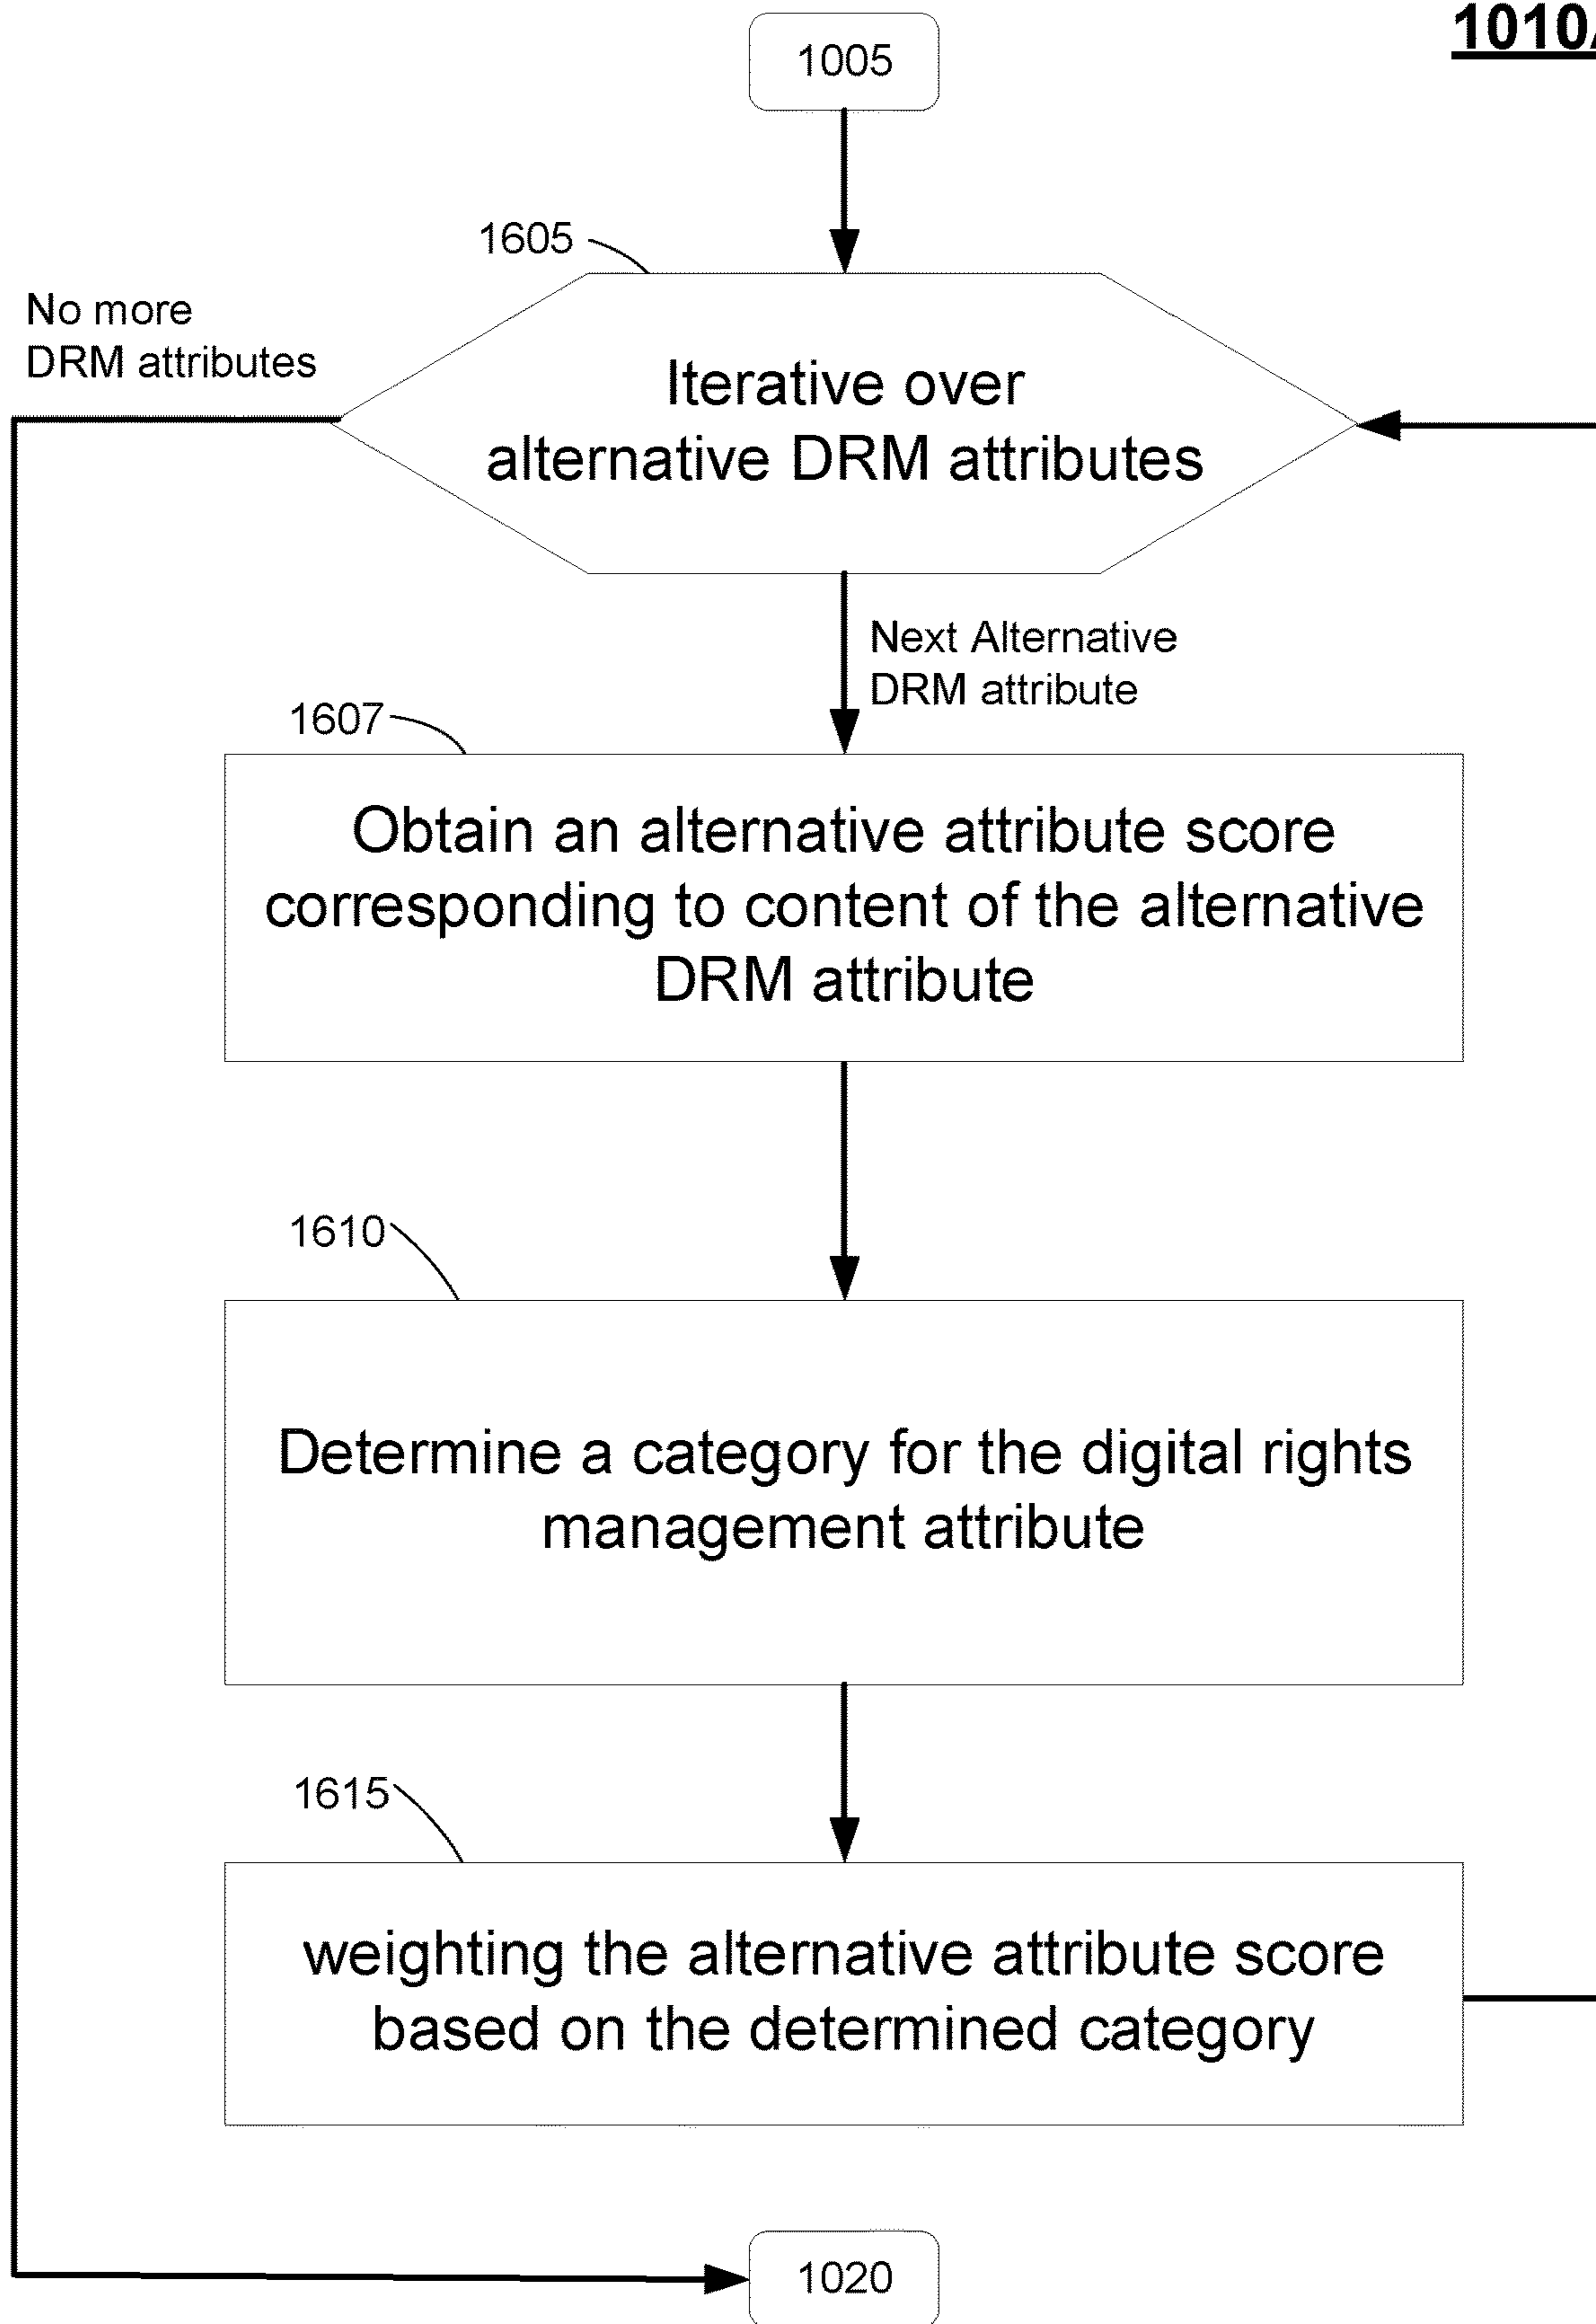 1010A
1005
1605
No more
DRM attributes
Iterative over
alternative DRM attributes
Next Alternative
DRM attribute
1607
Obtain an alternative attribute score
corresponding to content of the alternative
DRM attribute
1610
Determine a category for the digital rights
management attribute
1615
weighting the alternative attribute score
based on the determined category
1020